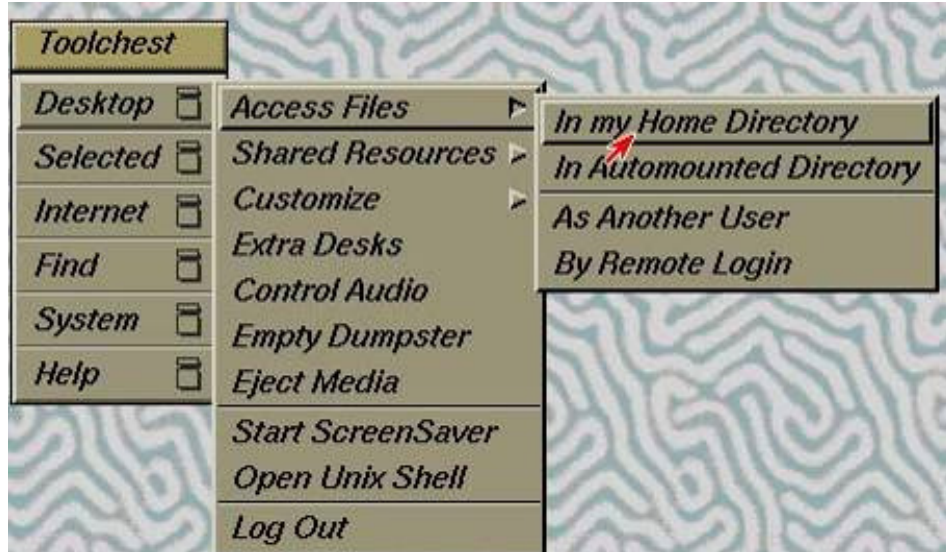 Toolchest
Desktop
Selected
Internet
Find
System
Help
Access Files
Shared Resources
Customize
Extra Desks
Control Audio
Empty Dumpster
Eject Media
Start ScreenSaver
Open Unix Shell
Log Out
In my Home Directory
In Automounted Directory
As Another User
By Remote Login